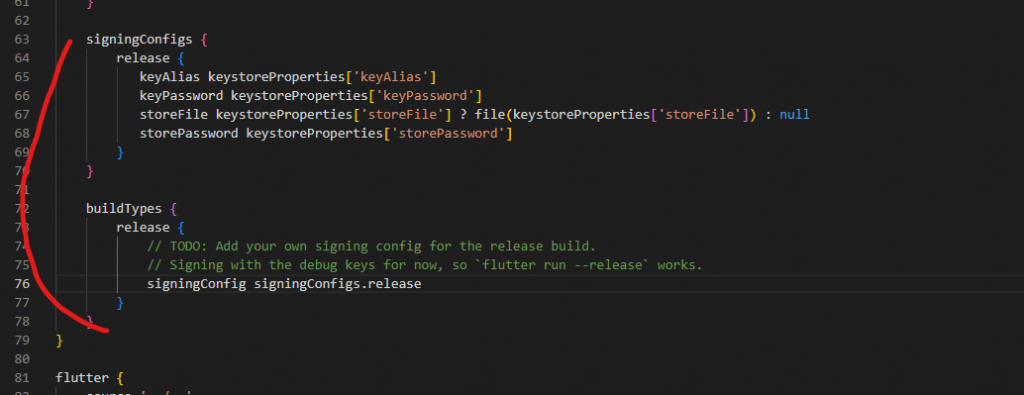 61 }
62
63 signingConfigs {
64 release {
65 keyAlias keystoreProperties['keyAlias']
66 keyPassword keystoreProperties['keyPassword']
67 storeFile keystoreProperties['storeFile'] ? file(keystoreProperties['storeFile']) : null
68 storePassword keystoreProperties['storePassword']
69 }
70 }
71
72 buildTypes {
73 release {
74 // TODO: Add your own signing config for the release build.
75 // Signing with the debug keys for now, so `flutter run --release` works.
76 signingConfig signingConfigs.release
77 }
78 }
79 }
80
81 flutter {